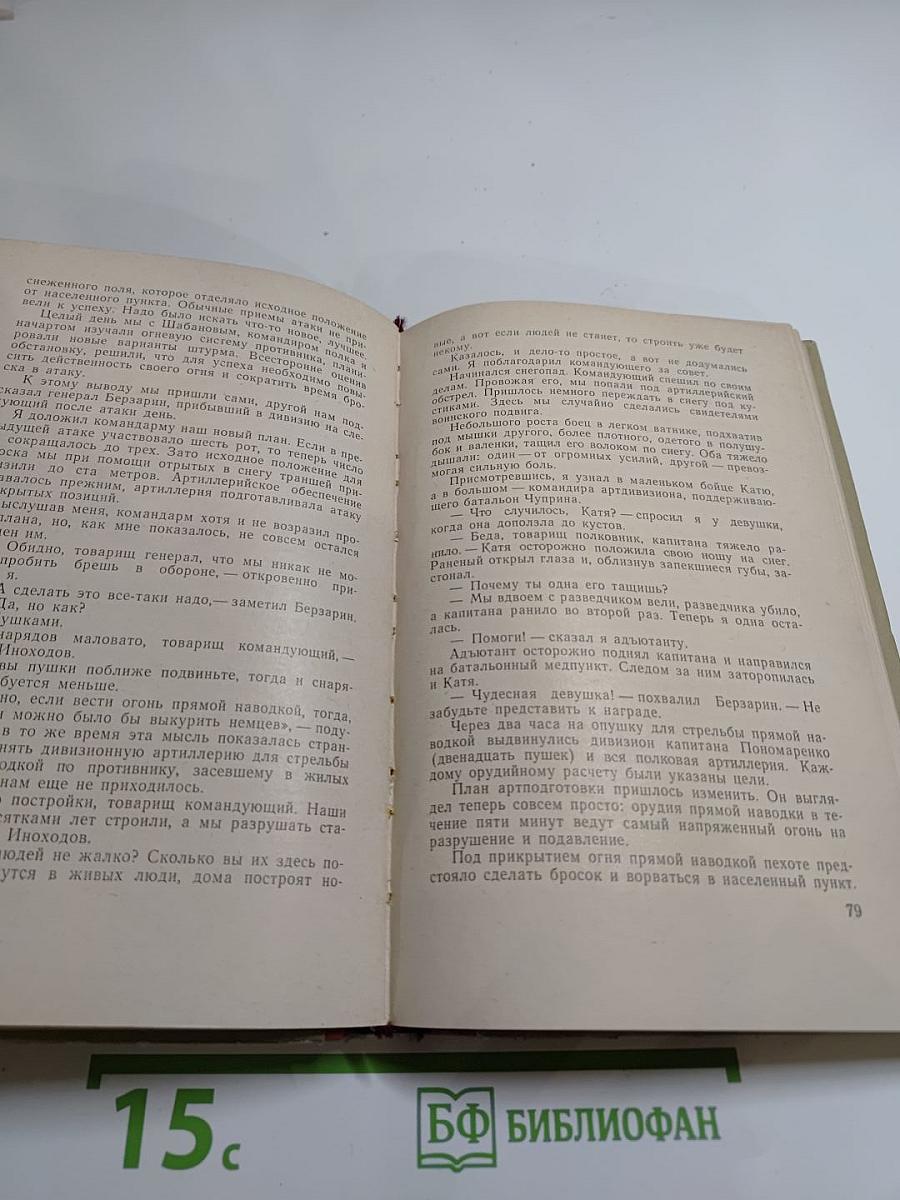 снеженного поля, которое отделяло исходное положение
от населенного пункта. Обычные приемы атаки не при-
вели к успеху. Надо было искать что-то новое, лучшее.
Целый день мы с Шабановым, командиром полка и
начартом изучали огневую систему противника, плани-
ровали новые варианты штурма. Всесторонне оценив
обстановку, решили, что для успеха необходимо повы-
сить действенность своего огня и сократить время бро-
ска в атаку.
К этому выводу мы пришли сами, другой нам под-
сказал генерал Берзарин, прибывший в дивизию на сле-
ующий после атаки день.
Я доложил командарму наш новый план. Если в пре-
ыдущей атаке участвовало шесть рот, то теперь число
сокращалось до трех. Зато исходное положение для
оска мы при помощи отрытых в снегу траншей при-
изили до ста метров. Артиллерийское обеспечение
авалось прежним, артиллерия подготавливала атаку
крытых позиций.
ыслушав меня, командарм хотя и не возразил про-
плана, но, как мне показалось, не совсем остался
ен им.
Обидно, товарищ генерал, что мы никак не мо-
пробить брешь в обороне, — откровенно при-
я.
А сделать это все-таки надо,— заметил Берзарин.
Да, но как?
ушками.
нарядов маловато, товарищ командующий, —
Иноходов.
вы пушки поближе подвиньте, тогда и снаря-
буется меньше.
но, если вести огонь прямой наводкой, тогда,
и можно было бы выкурить немцев», — поду-
в то же время эта мысль показалась стран-
нять дивизионную артиллерию для стрельбы
одкой по противнику, засевшему в жилых
нам еще не приходилось.
о постройки, товарищ командующий. Наши
сятками лет строили, а мы разрушать ста-
Иноходов.
людей не жалко? Сколько вы их здесь по-
нутся в живых люди, дома построят но-
вые, а вот если людей не станет, то строить уже будет
некому.
Казалось, и дело-то простое, а вот не додумались
сами. Я поблагодарил командующего за совет.
Начинался снегопад. Командующий спешил по своим
делам. Провожая его, мы попали под артиллерийский
обстрел. Пришлось немного переждать в снегу под ку-
стиками. Здесь мы случайно сделались свидетелями
воинского подвига.
Небольшого роста боец в легком ватнике, подхватив
под мышки другого, более плотного, одетого в полушу-
бок и валенки, тащил его волоком по снегу. Оба тяжело
дышали: один — от огромных усилий, другой — превоз-
могая сильную боль.
Присмотревшись, я узнал в маленьком бойце Катю,
а в большом — командира артдивизиона, поддерживаю-
щего батальон Чуприна.
— Что случилось, Катя? — спросил я у девушки,
когда она доползла до кустов.
— Беда, товарищ полковник, капитана тяжело ра-
нило. — Катя осторожно положила свою ношу на снег.
Раненый открыл глаза и, облизнув запекшиеся губы, за-
стонал.
— Почему ты одна его тащишь?
— Мы вдвоем с разведчиком вели, разведчика убило,
а капитана ранило во второй раз. Теперь я одна оста-
лась.
— Помоги! — сказал я адъютанту.
Адъютант осторожно поднял капитана и направился
на батальонный медпункт. Следом за ним заторопилась
и Катя.
— Чудесная девушка! — похвалил Берзарин. — Не
забудьте представить к награде.
Через два часа на опушку для стрельбы прямой на-
водкой выдвинулись дивизион капитана Пономаренко
(двенадцать пушек) и вся полковая артиллерия. Каж-
дому орудийному расчету были указаны цели.
План артподготовки пришлось изменить. Он выгля-
дел теперь совсем просто: орудия прямой наводки в те-
чение пяти минут ведут самый напряженный огонь на
разрушение и подавление.
Под прикрытием огня прямой наводкой пехоте пред-
стояло сделать бросок и ворваться в населенный пункт.
79
15 с
БФ БИБЛИОФАН